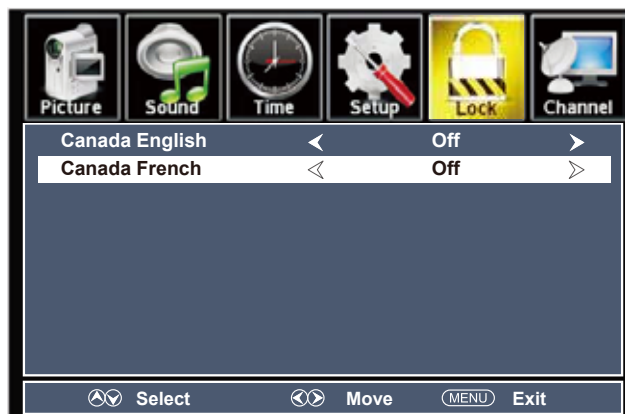 Picture Sound Time Setup Lock Channel
Canada English Off
Canada French Off
Select Move MENU Exit